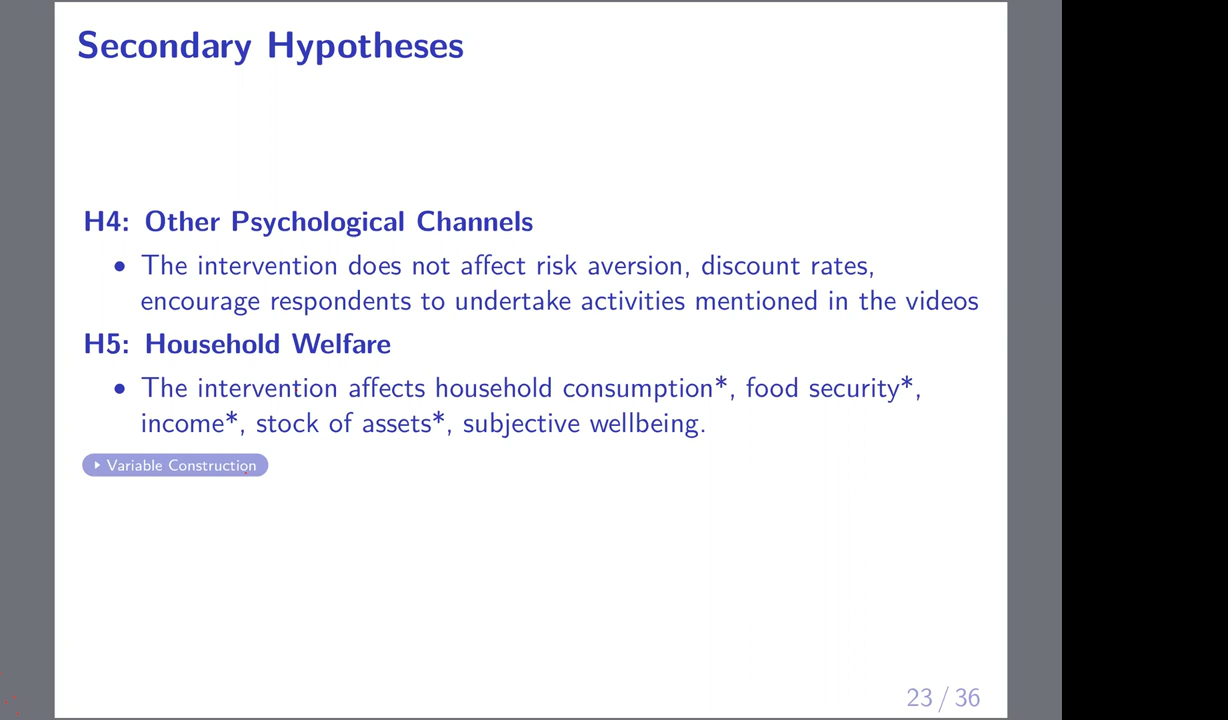 Secondary Hypotheses
H4: Other Psychological Channels
• The intervention does not affect risk aversion, discount rates,
encourage respondents to undertake activities mentioned in the videos
H5: Household Welfare
• The intervention affects household consumption*, food security*,
income*, stock of assets*, subjective wellbeing.
Variable Construction
23 / 36